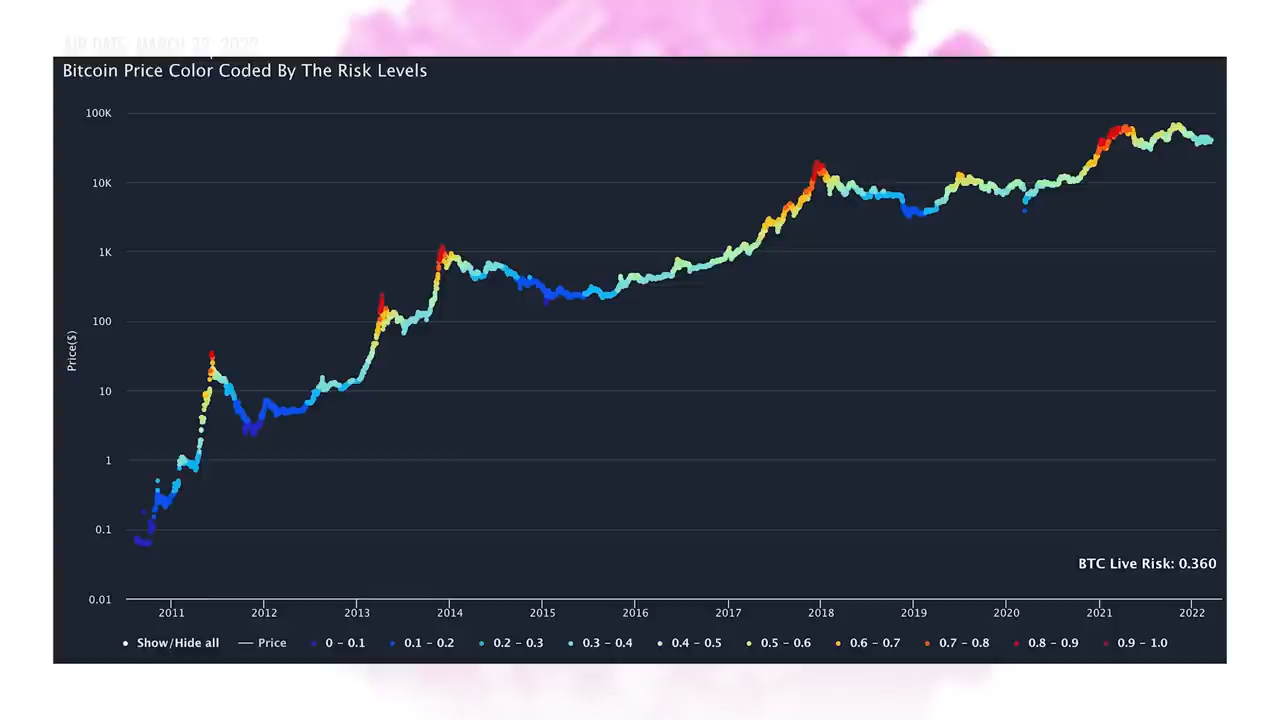 AIR DATE: MARCH 23, 2022
Bitcoin Price Color Coded By The Risk Levels
100K
10K
1K
100
10
1
0.1
0.01
Price($)
BTC Live Risk: 0.360
2011 2012 2013 2014 2015 2016 2017 2018 2019 2020 2021 2022
Show/Hide all Price 0 - 0.1 0.1 - 0.2 0.2 - 0.3 0.3 - 0.4 0.4 - 0.5 0.5 - 0.6 0.6 - 0.7 0.7 - 0.8 0.8 - 0.9 0.9 - 1.0